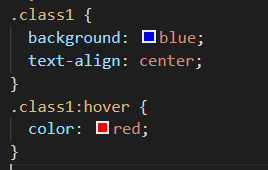 .class1 {
  background: blue;
  text-align: center;
}
.class1:hover {
  color: red;
}